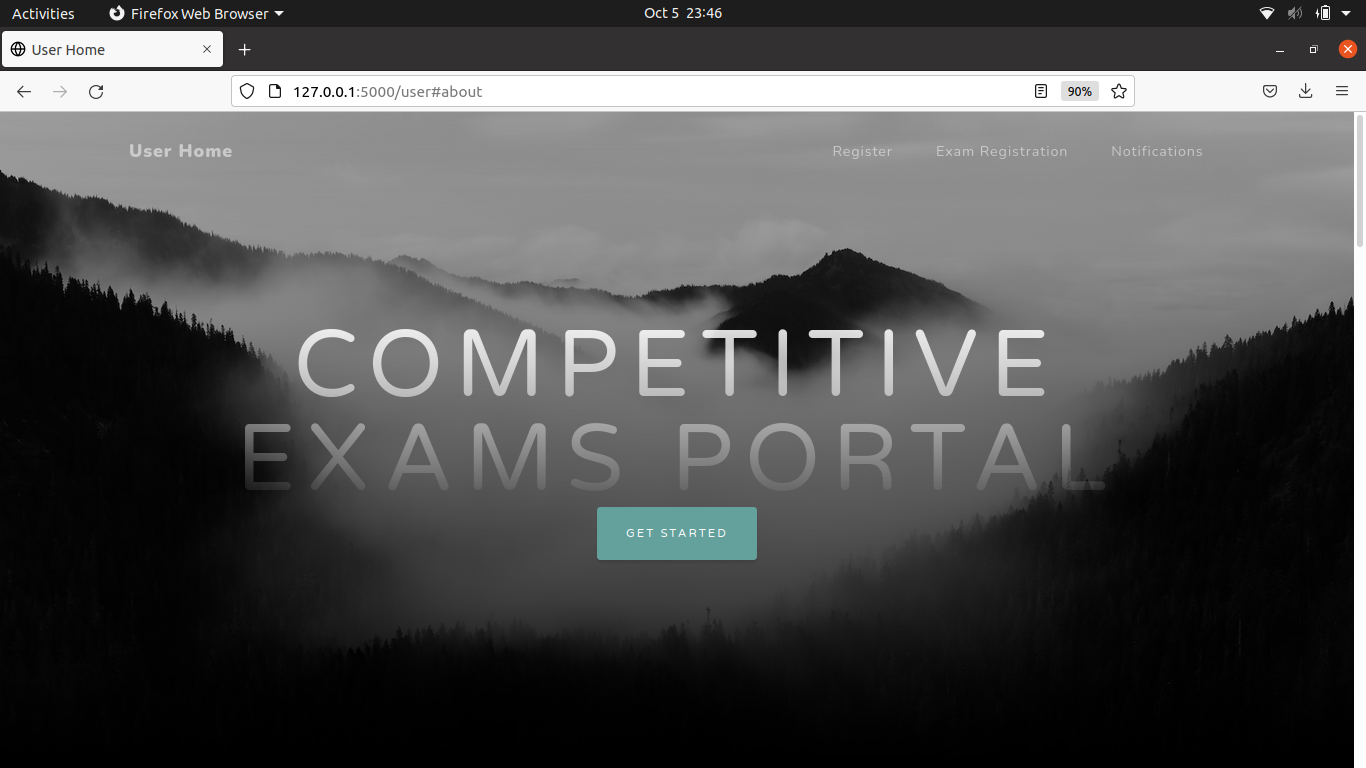 Activities Firefox Web Browser Oct 5 23:46
User Home
127.0.0.1:5000/user#about 90%
User Home Register Exam Registration Notifications
COMPETITIVE
EXAMS PORTAL
GET STARTED